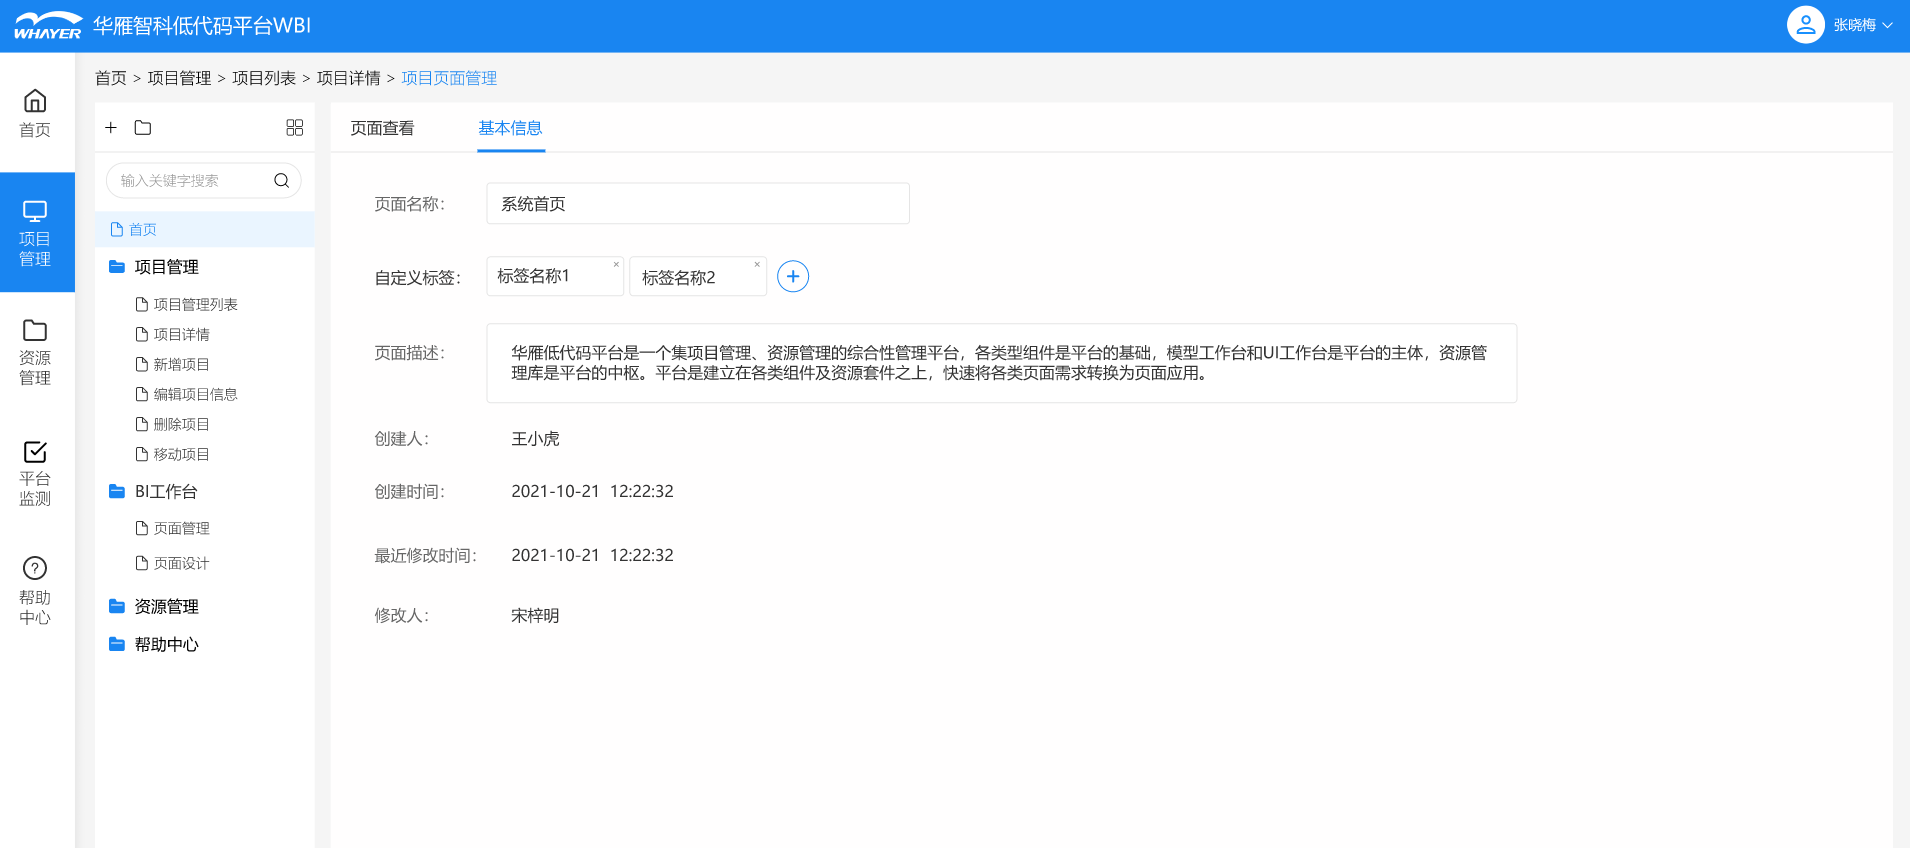 WHAYER 华雁智科低代码平台WBI
张晓梅
首页 > 项目管理 > 项目列表 > 项目详情 > 项目页面管理
首页
项目
管理
资源
管理
平台
监测
帮助
中心
输入关键字搜索
首页
项目管理
项目管理列表
项目详情
新增项目
编辑项目信息
删除项目
移动项目
BI工作台
页面管理
页面设计
资源管理
帮助中心
页面查看 基本信息
页面名称： 系统首页
自定义标签： 标签名称1 × 标签名称2 ×
页面描述： 华雁低代码平台是一个集项目管理、资源管理的综合性管理平台，各类型组件是平台的基础，模型工作台和UI工作台是平台的主体，资源管
理库是平台的中枢。平台是建立在各类组件及资源套件之上，快速将各类页面需求转换为页面应用。
创建人： 王小虎
创建时间： 2021-10-21 12:22:32
最近修改时间： 2021-10-21 12:22:32
修改人： 宋梓明